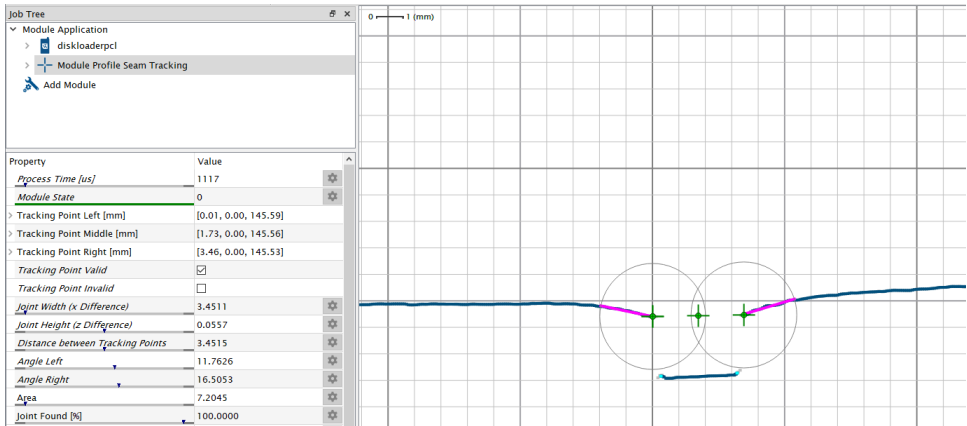 Job Tree
0 1 (mm)
Module Application
diskloaderpcl
Module Profile Seam Tracking
Add Module
Property Value
Process Time [us] 1117
Module State 0
Tracking Point Left [mm] [0.01, 0.00, 145.59]
Tracking Point Middle [mm] [1.73, 0.00, 145.56]
Tracking Point Right [mm] [3.46, 0.00, 145.53]
Tracking Point Valid
Tracking Point Invalid
Joint Width (x Difference) 3.4511
Joint Height (z Difference) 0.0557
Distance between Tracking Points 3.4515
Angle Left 11.7626
Angle Right 16.5053
Area 7.2045
Joint Found [%] 100.0000